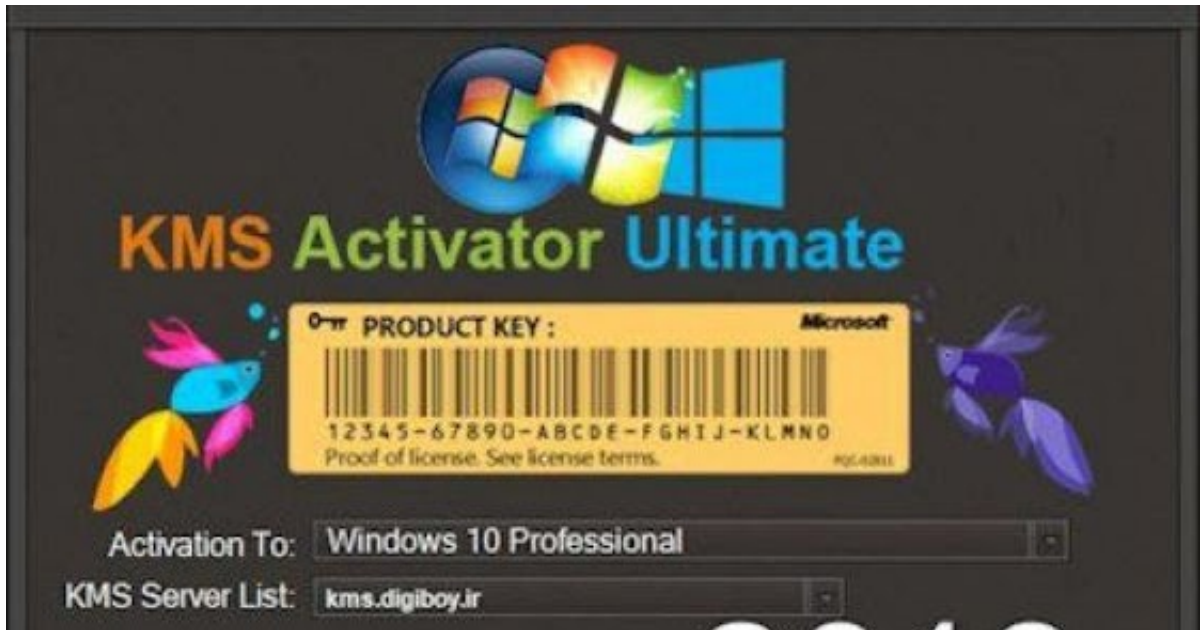 KMS Activator Ultimate
PRODUCT KEY :
Microsoft
12345-67890-ABCDE-FGHIJ-KLMNO
Proof of license. See license terms.
Activation To: Windows 10 Professional
KMS Server List: kms.digiboy.ir